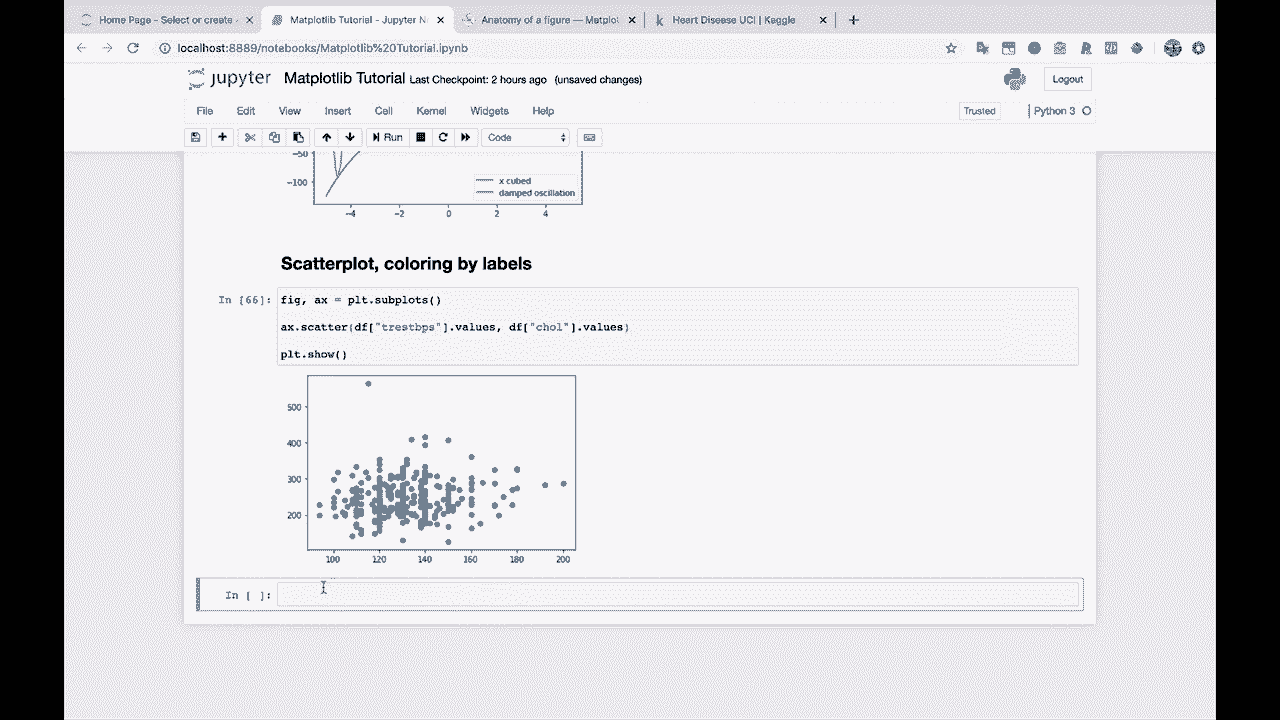 Home Page - Select or create
Matplotlib Tutorial - Jupyter N
Anatomy of a figure — Matplot
Heart Disease UCI | Kaggle
localhost:8889/notebooks/Matplotlib%20Tutorial.ipynb
jupyter Matplotlib Tutorial Last Checkpoint: 2 hours ago (unsaved changes)
Logout
File Edit View Insert Cell Kernel Widgets Help
Trusted Python 3
Run Code
-50
-100
x cubed
damped oscillation
-4 -2 0 2 4
Scatterplot, coloring by labels
In [66]: fig, ax = plt.subplots()
ax.scatter(df["trestbps"].values, df["chol"].values)
plt.show()
500
400
300
200
100 120 140 160 180 200
In [ ]: